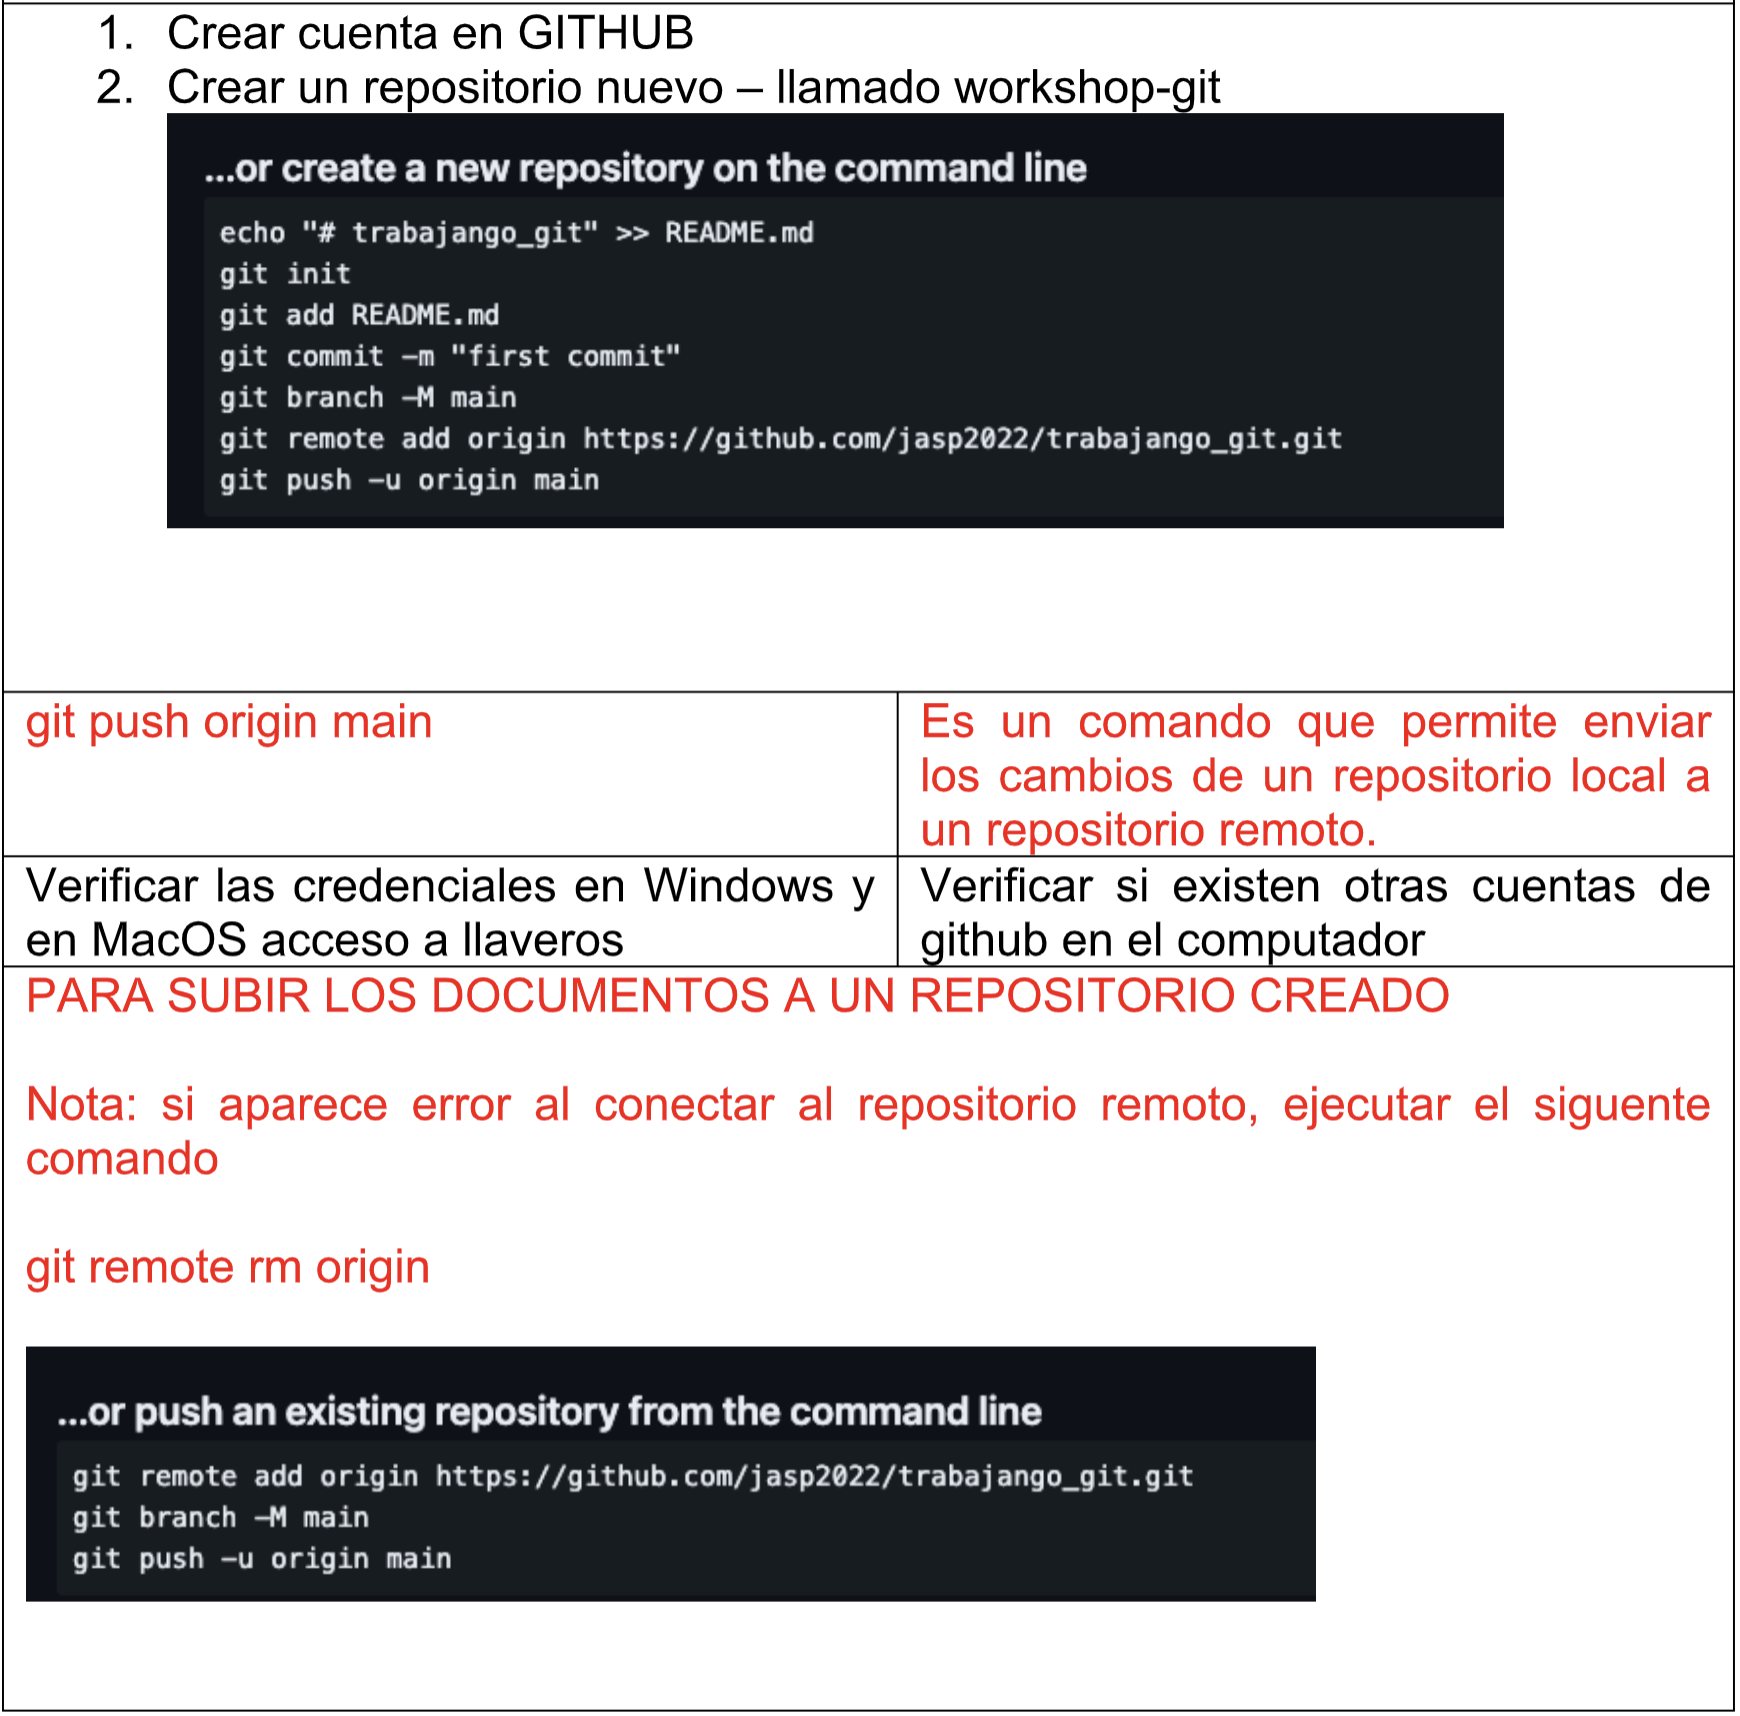 1. Crear cuenta en GITHUB
2. Crear un repositorio nuevo – llamado workshop-git
...or create a new repository on the command line
echo "# trabajango_git" >> README.md
git init
git add README.md
git commit -m "first commit"
git branch -M main
git remote add origin https://github.com/jasp2022/trabajango_git.git
git push -u origin main
git push origin main
Es un comando que permite enviar
los cambios de un repositorio local a
un repositorio remoto.
Verificar las credenciales en Windows y
en MacOS acceso a llaveros
Verificar si existen otras cuentas de
github en el computador
PARA SUBIR LOS DOCUMENTOS A UN REPOSITORIO CREADO
Nota: si aparece error al conectar al repositorio remoto, ejecutar el siguente
comando
git remote rm origin
...or push an existing repository from the command line
git remote add origin https://github.com/jasp2022/trabajango_git.git
git branch -M main
git push -u origin main